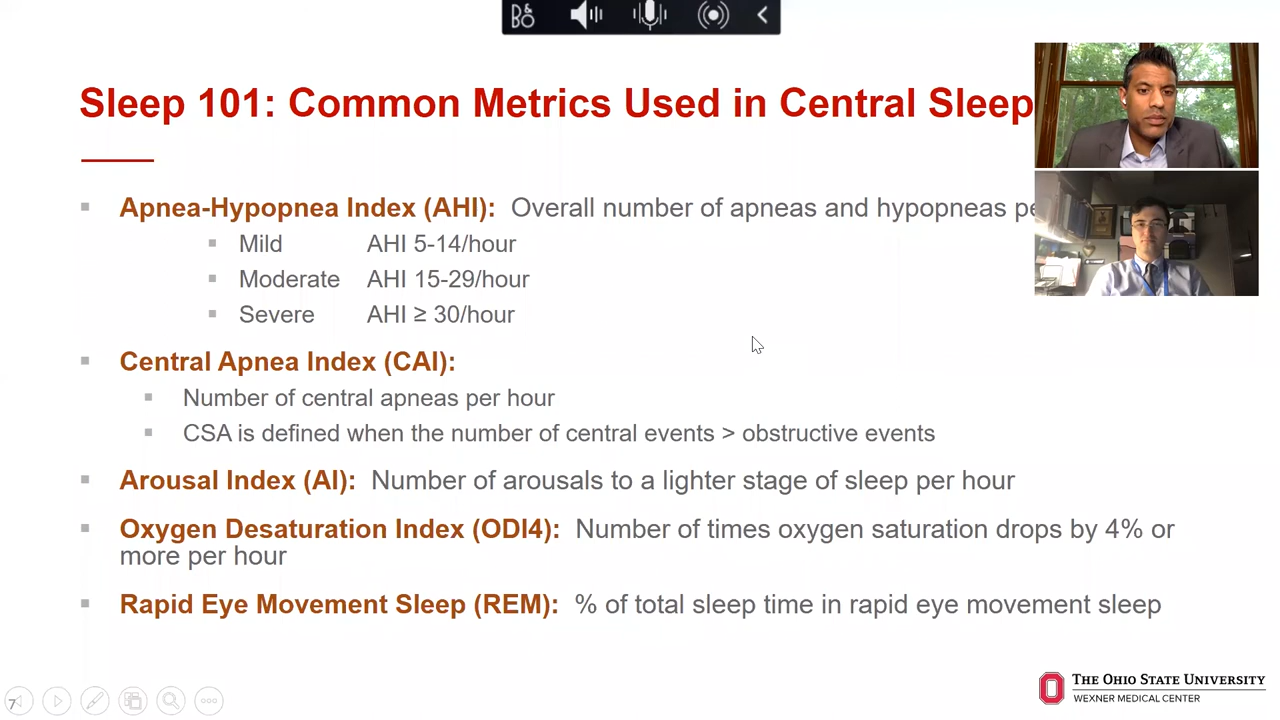 B&O
Sleep 101: Common Metrics Used in Central Sleep
Apnea-Hypopnea Index (AHI): Overall number of apneas and hypopneas
Mild AHI 5-14/hour
Moderate AHI 15-29/hour
Severe AHI ≥ 30/hour
Central Apnea Index (CAI):
Number of central apneas per hour
CSA is defined when the number of central events > obstructive events
Arousal Index (AI): Number of arousals to a lighter stage of sleep per hour
Oxygen Desaturation Index (ODI4): Number of times oxygen saturation drops by 4% or
more per hour
Rapid Eye Movement Sleep (REM): % of total sleep time in rapid eye movement sleep
7
THE OHIO STATE UNIVERSITY
WEXNER MEDICAL CENTER